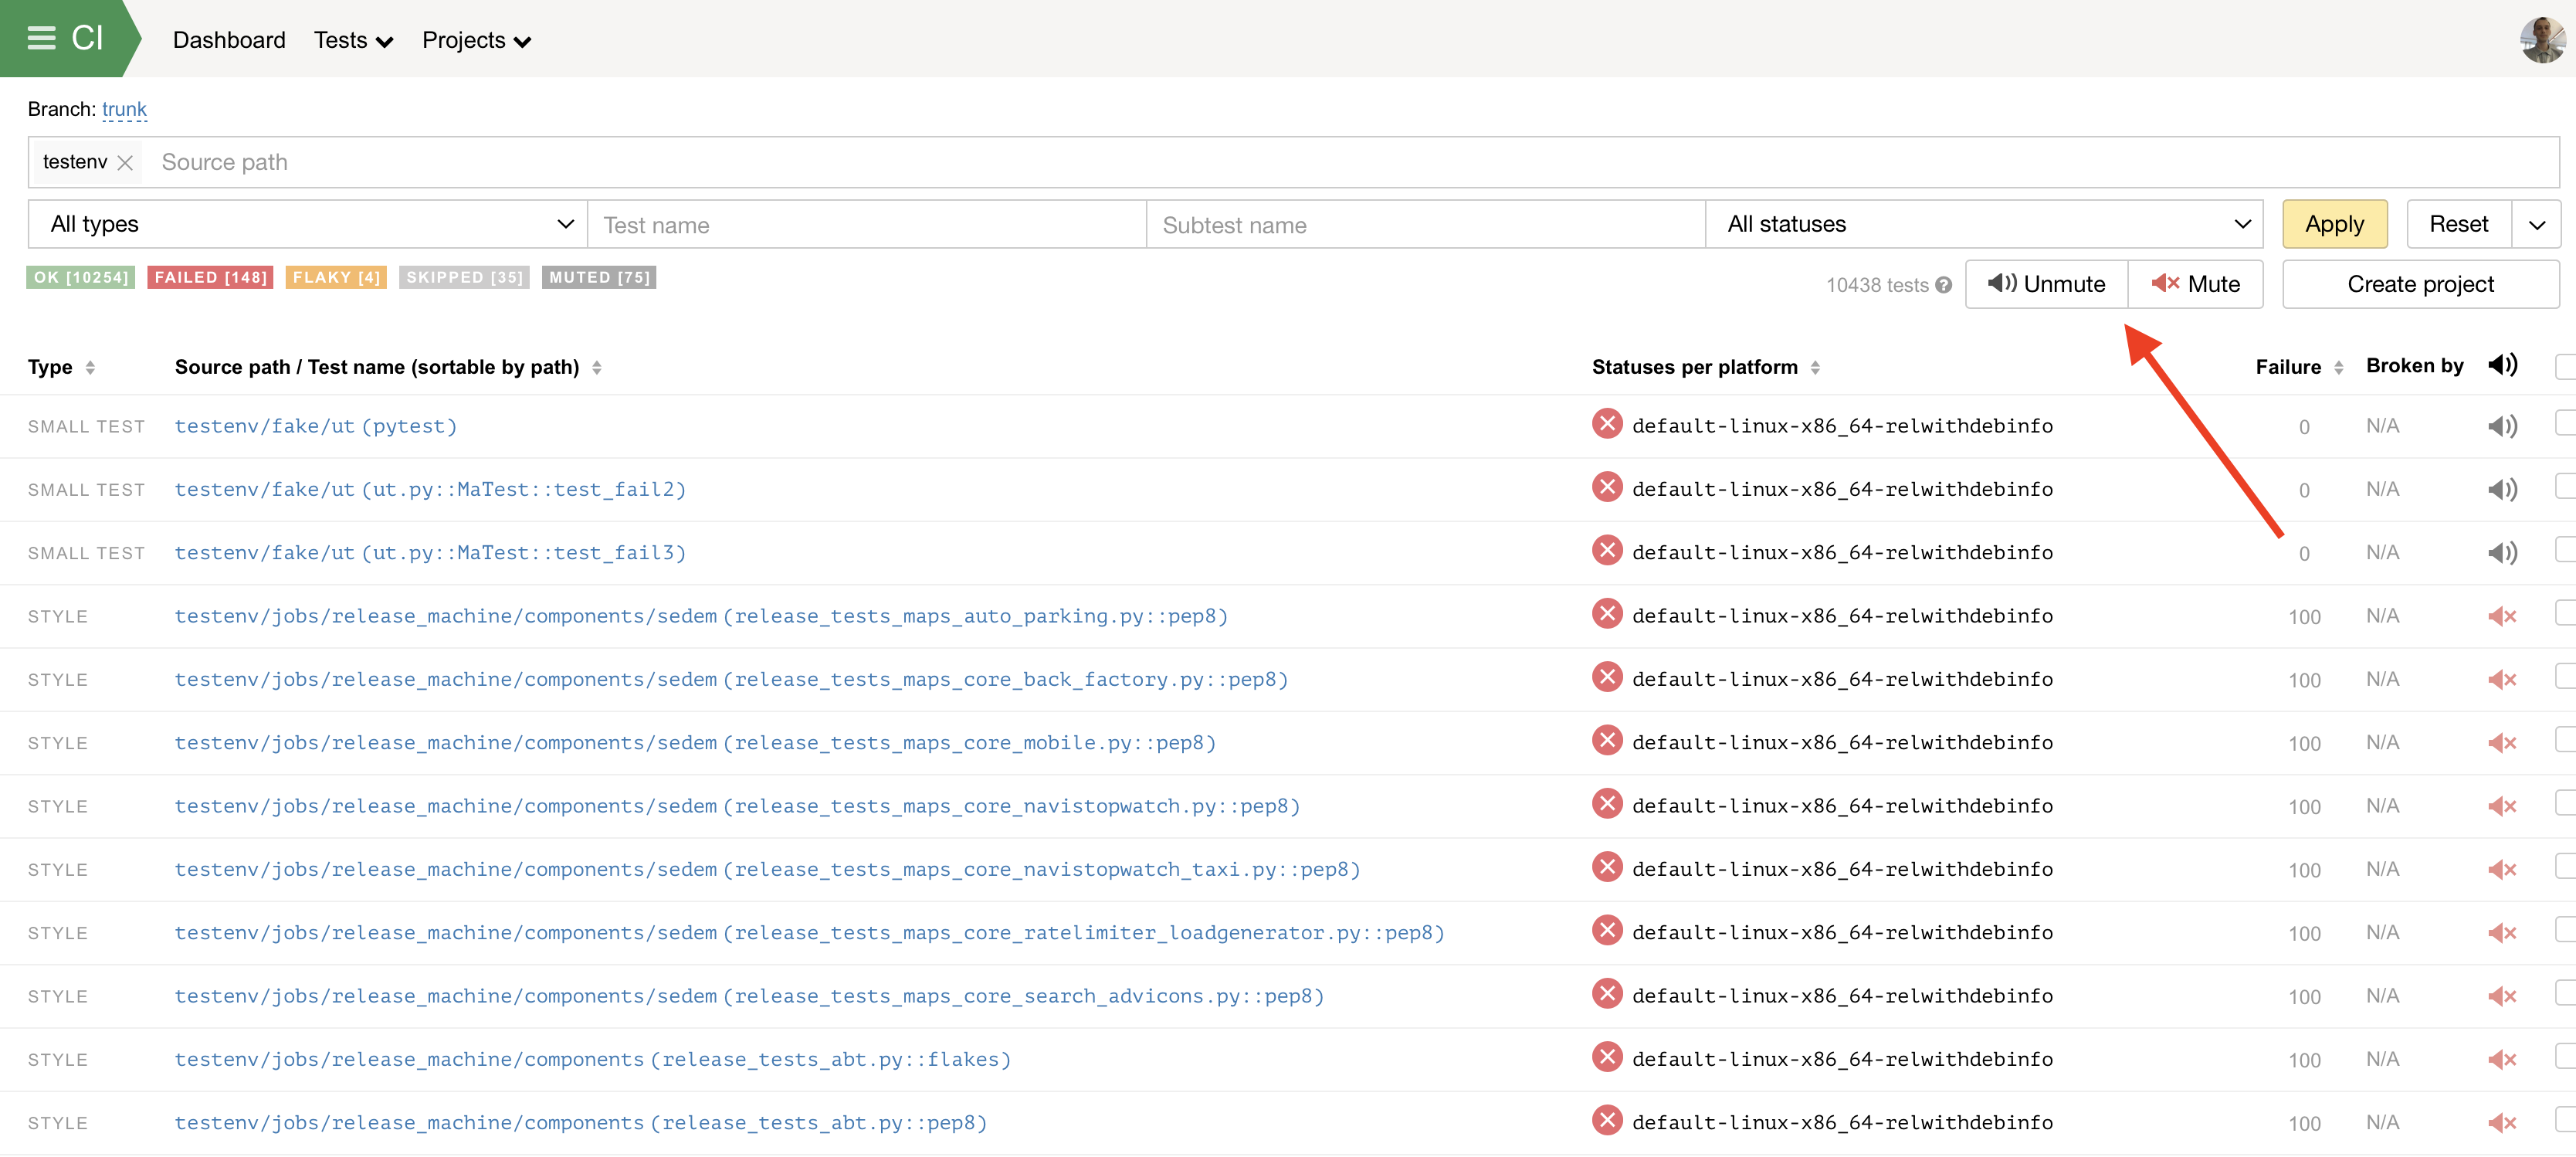 CI Dashboard Tests Projects
Branch: trunk
testenv Source path
All types Test name Subtest name All statuses Apply Reset
OK [10254] FAILED [148] FLAKY [4] SKIPPED [35] MUTED [75] 10438 tests ? Unmute Mute Create project
Type Source path / Test name (sortable by path) Statuses per platform Failure Broken by
SMALL TEST testenv/fake/ut (pytest) default-linux-x86_64-relwithdebinfo 0 N/A
SMALL TEST testenv/fake/ut (ut.py::MaTest::test_fail2) default-linux-x86_64-relwithdebinfo 0 N/A
SMALL TEST testenv/fake/ut (ut.py::MaTest::test_fail3) default-linux-x86_64-relwithdebinfo 0 N/A
STYLE testenv/jobs/release_machine/components/sedem (release_tests_maps_auto_parking.py::pep8) default-linux-x86_64-relwithdebinfo 100 N/A
STYLE testenv/jobs/release_machine/components/sedem (release_tests_maps_core_back_factory.py::pep8) default-linux-x86_64-relwithdebinfo 100 N/A
STYLE testenv/jobs/release_machine/components/sedem (release_tests_maps_core_mobile.py::pep8) default-linux-x86_64-relwithdebinfo 100 N/A
STYLE testenv/jobs/release_machine/components/sedem (release_tests_maps_core_navistopwatch.py::pep8) default-linux-x86_64-relwithdebinfo 100 N/A
STYLE testenv/jobs/release_machine/components/sedem (release_tests_maps_core_navistopwatch_taxi.py::pep8) default-linux-x86_64-relwithdebinfo 100 N/A
STYLE testenv/jobs/release_machine/components/sedem (release_tests_maps_core_ratelimiter_loadgenerator.py::pep8) default-linux-x86_64-relwithdebinfo 100 N/A
STYLE testenv/jobs/release_machine/components/sedem (release_tests_maps_core_search_advicons.py::pep8) default-linux-x86_64-relwithdebinfo 100 N/A
STYLE testenv/jobs/release_machine/components (release_tests_abt.py::flakes) default-linux-x86_64-relwithdebinfo 100 N/A
STYLE testenv/jobs/release_machine/components (release_tests_abt.py::pep8) default-linux-x86_64-relwithdebinfo 100 N/A